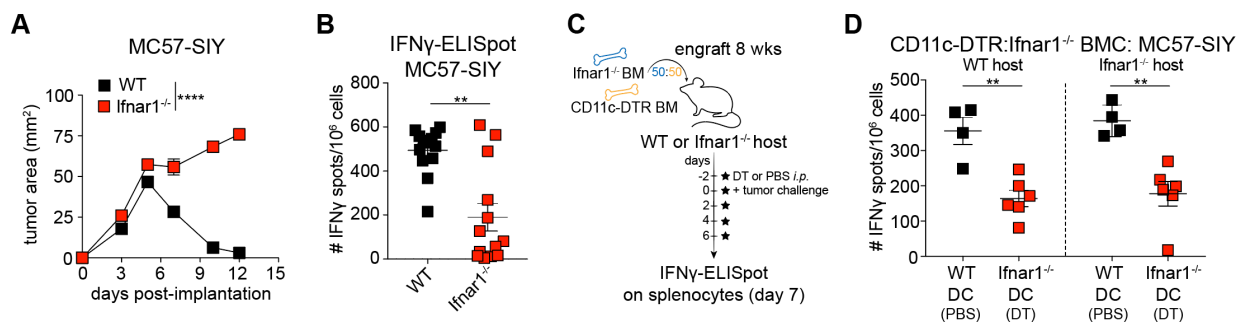 A
MC57-SIY
WT
Ifnar1⁻/⁻
****
tumor area (mm²)
100
75
50
25
0
0 3 6 9 12 15
days post-implantation
B
IFNγ-ELISpot
MC57-SIY
# IFNγ spots/10⁶ cells
800
600
400
200
0
**
WT
Ifnar1⁻/⁻
C
engraft 8 wks
Ifnar1⁻/⁻ BM 50:50
CD11c-DTR BM
WT or Ifnar1⁻/⁻ host
days
-2 ★ DT or PBS i.p.
0 ★ + tumor challenge
2 ★
4 ★
6 ★
IFNγ-ELISpot
on splenocytes (day 7)
D
CD11c-DTR:Ifnar1⁻/⁻ BMC: MC57-SIY
WT host Ifnar1⁻/⁻ host
** **
# IFNγ spots/10⁶ cells
500
400
300
200
100
0
WT Ifnar1⁻/⁻ WT Ifnar1⁻/⁻
DC DC DC DC
(PBS) (DT) (PBS) (DT)